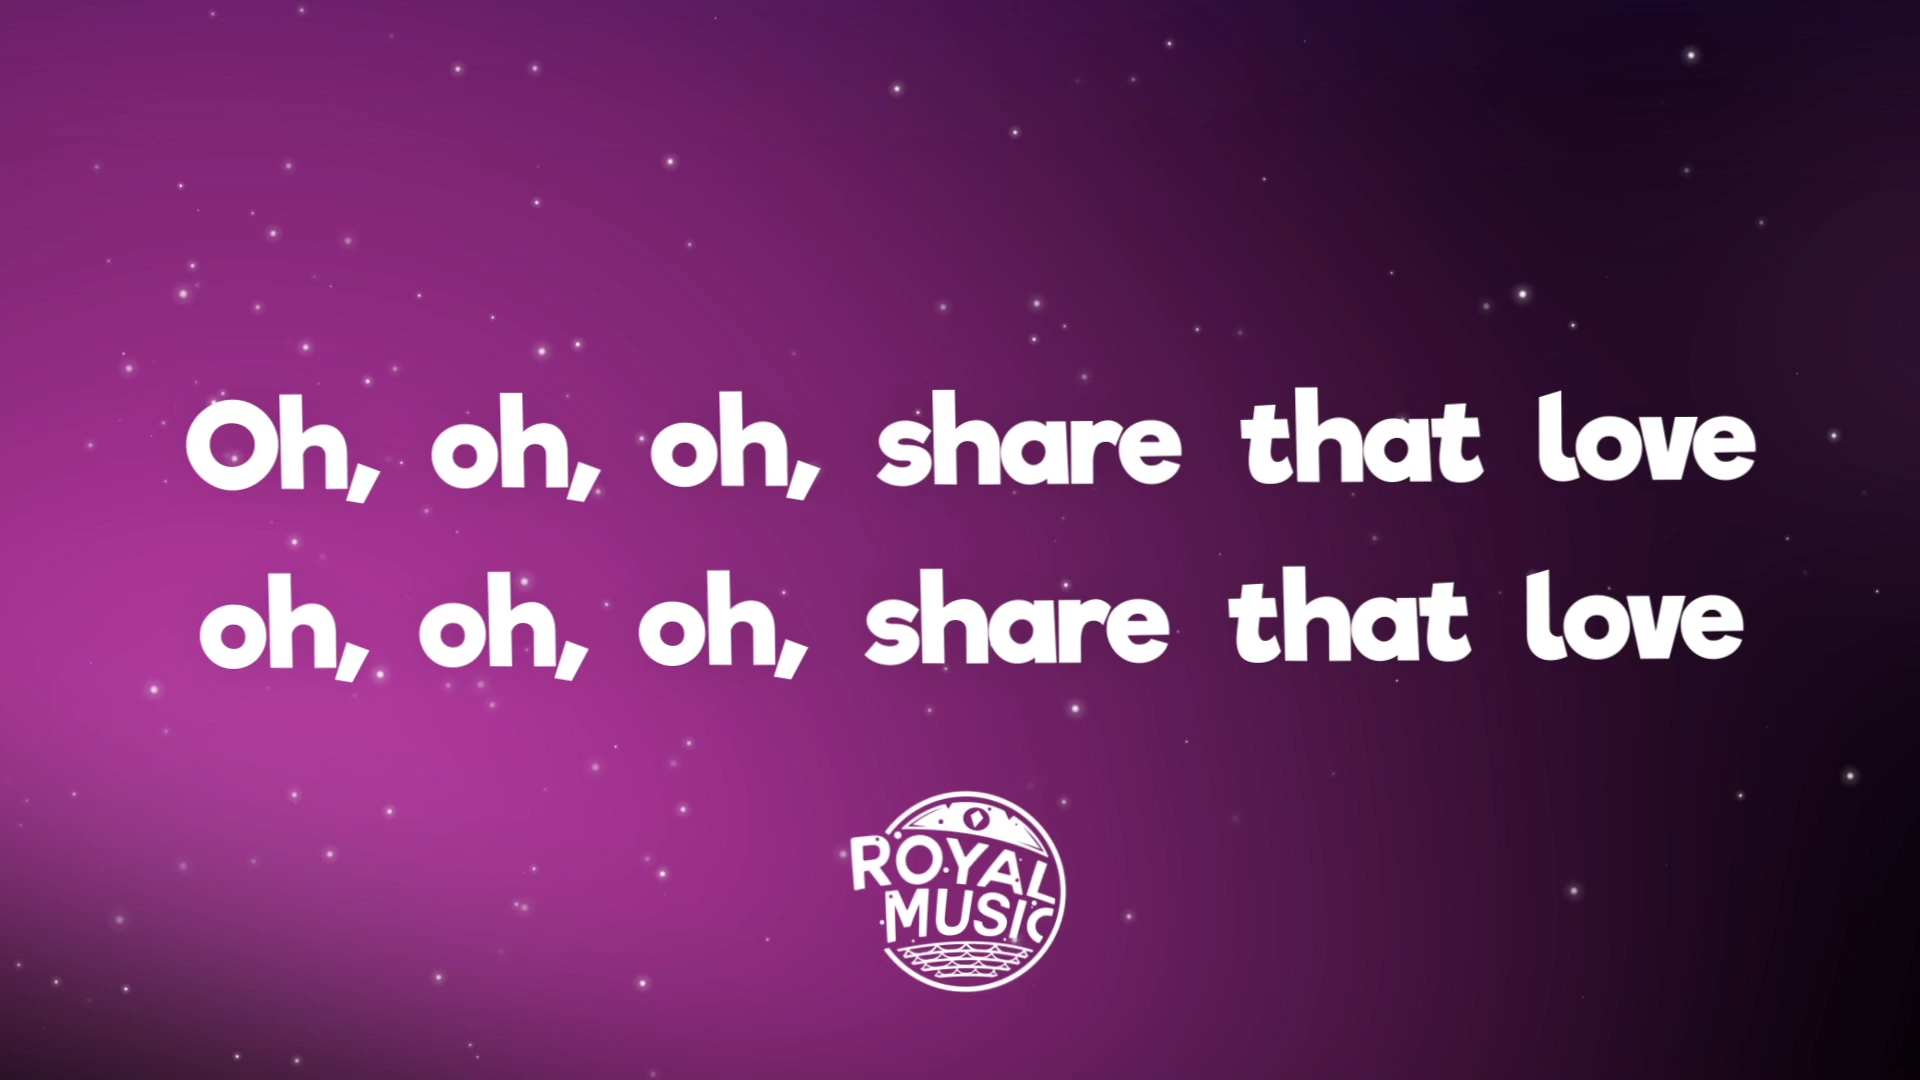 Oh, oh, oh, share that love
oh, oh, oh, share that love
ROYAL
MUSIC